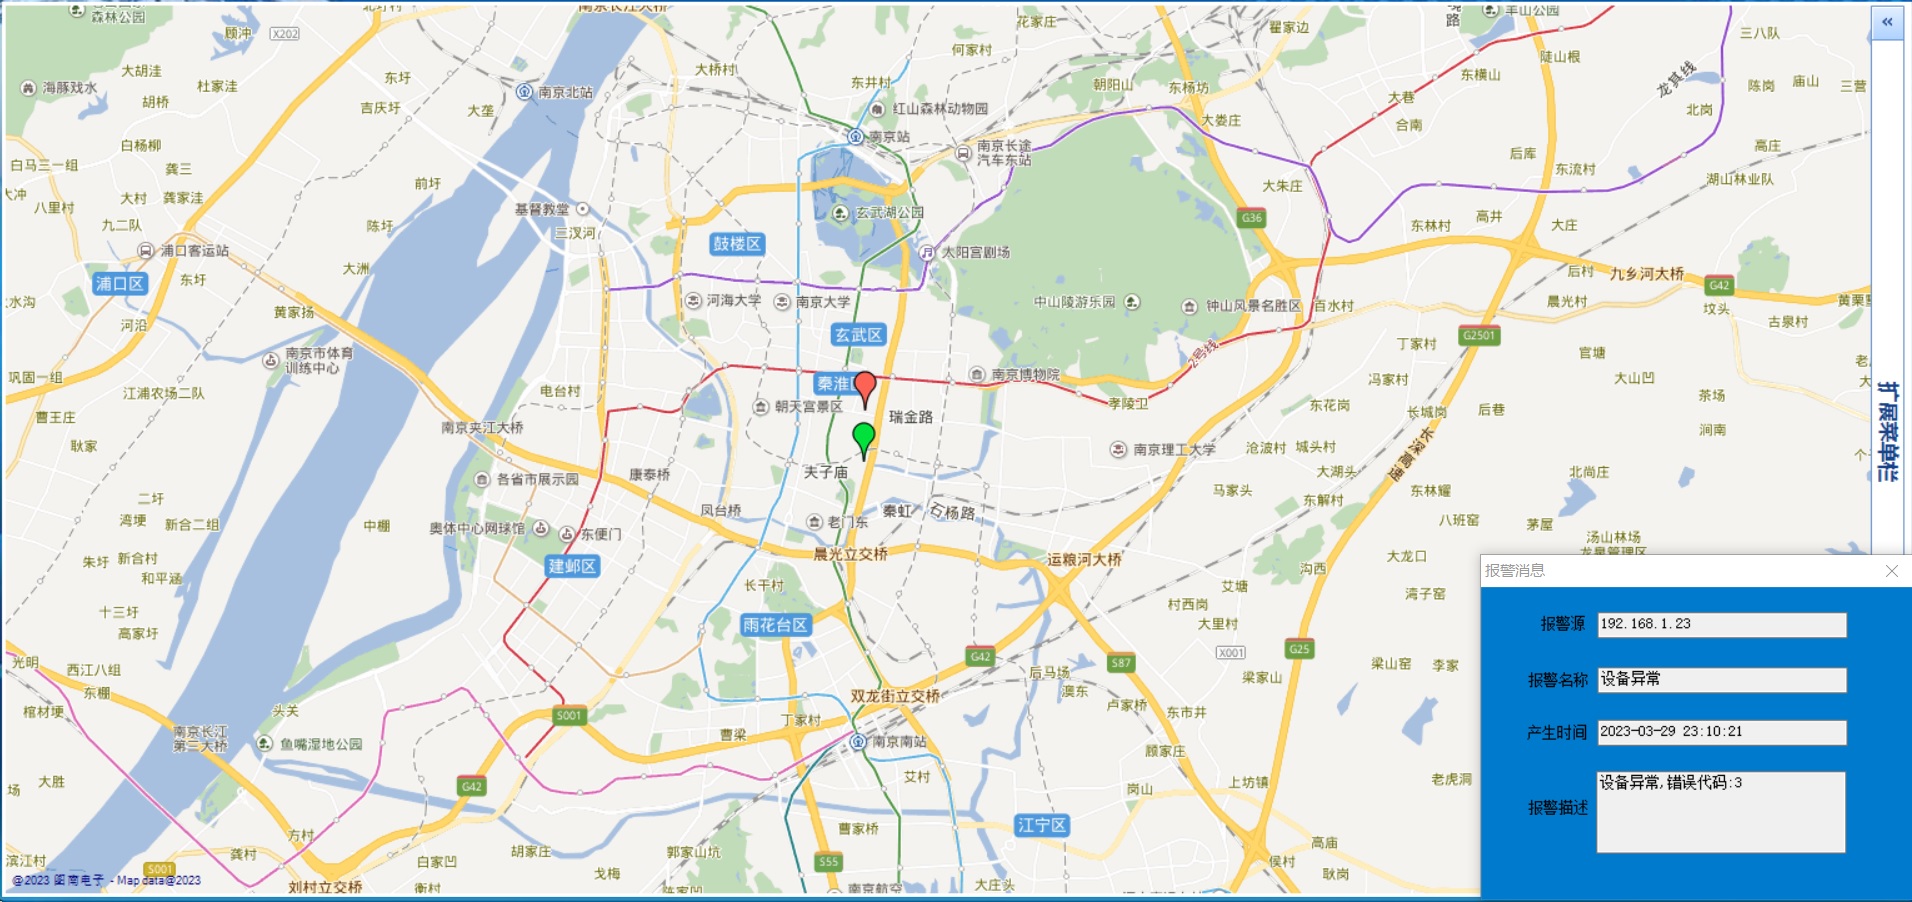 森林公园
顾冲
X202
南京长江大桥
花家庄
翟家边
羊山公园
三八队
何家村
陡山根
大胡洼
东圩
大桥村
东井村
朝阳山
东杨坊
东横山
龙其线
陈岗
庙山
三营
海豚戏水
杜家洼
胡桥
吉庆圩
大垄
南京北站
红山森林动物园
大巷
北岗
合南
大娄庄
白杨柳
南京站
南京长途
汽车东站
后库
高庄
白马三一组
龚三
东流村
湖山林业队
大村
龚家洼
前圩
大朱庄
八里村
九二队
陈圩
基督教堂
三汊河
玄武湖公园
G36
东林村
高井
大庄
浦口客运站
鼓楼区
太阳宫剧场
大洲
东圩
浦口区
后村
九乡河大桥
G42
河海大学
南京大学
中山陵游乐园
钟山风景名胜区
百水村
晨光村
坟头
黄家扬
河沿
古泉村
玄武区
G2501
丁家村
官塘
南京市体育
训练中心
2号线
巩固一组
江浦农场二队
电台村
秦淮
南京博物院
冯家村
大山凹
茶场
朝天宫景区
瑞金路
孝陵卫
东花岗
长城岗
后巷
曹王庄
南京夹江大桥
涧南
耿家
长深高速
南京理工大学
沧波村
城头村
康泰桥
夫子庙
大湖头
北尚庄
各省市展示园
马家头
东解村
东林耀
二圩
湾埂
新合二组
中棚
凤台桥
秦虹
石杨路
老门东
八班窑
茅屋
奥体中心网球馆
东便门
汤山林场
龙泉管理区
晨光立交桥
运粮河大桥
大龙口
朱圩
新合村
和平涵
建邺区
长干村
艾塘
沟西
湾子窑
十三圩
高家圩
雨花台区
村西岗
大里村
光明
西江八组
东棚
G42
S87
X001
G25
梁山窑
李家
后马场
澳东
梁家山
棺材埂
头关
双龙街立交桥
卢家桥
东市井
S001
丁家村
曹梁
南京长江
第三大桥
鱼嘴湿地公园
南京南站
顾家庄
大胜
G42
艾村
岗山
上坊镇
老虎洞
方村
曹家桥
江宁区
高庙
龚村
白家凹
胡家庄
郭家山坑
S55
侯村
滨江村
S001
刘村立交桥
戈梅
大庄头
耿岗
南京航空
扩展菜单栏
报警消息
报警源 192.168.1.23
报警名称 设备异常
产生时间 2023-03-29 23:10:21
报警描述 设备异常,错误代码:3